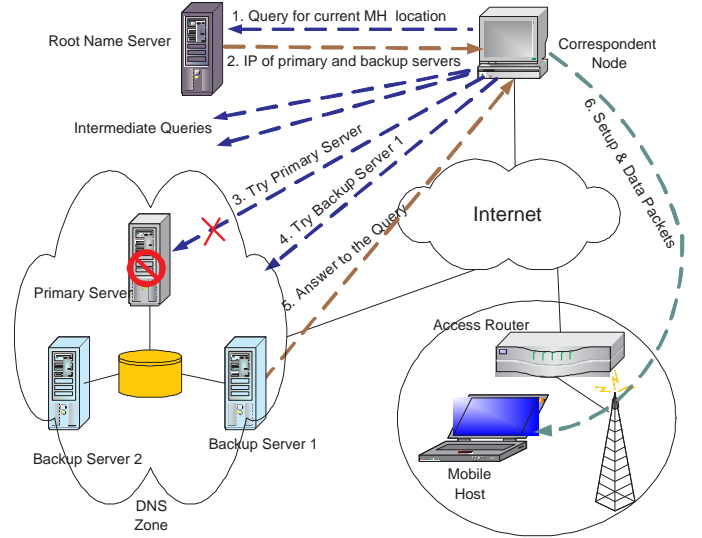 1. Query for current MH location
Root Name Server
2. IP of primary and backup servers
Correspondent
Node
Intermediate Queries
3. Try Primary Server
4. Try Backup Server 1
5. Answer to the Query
6. Setup & Data Packets
Internet
Primary Server
Access Router
Backup Server 1
Backup Server 2
Mobile
Host
DNS
Zone